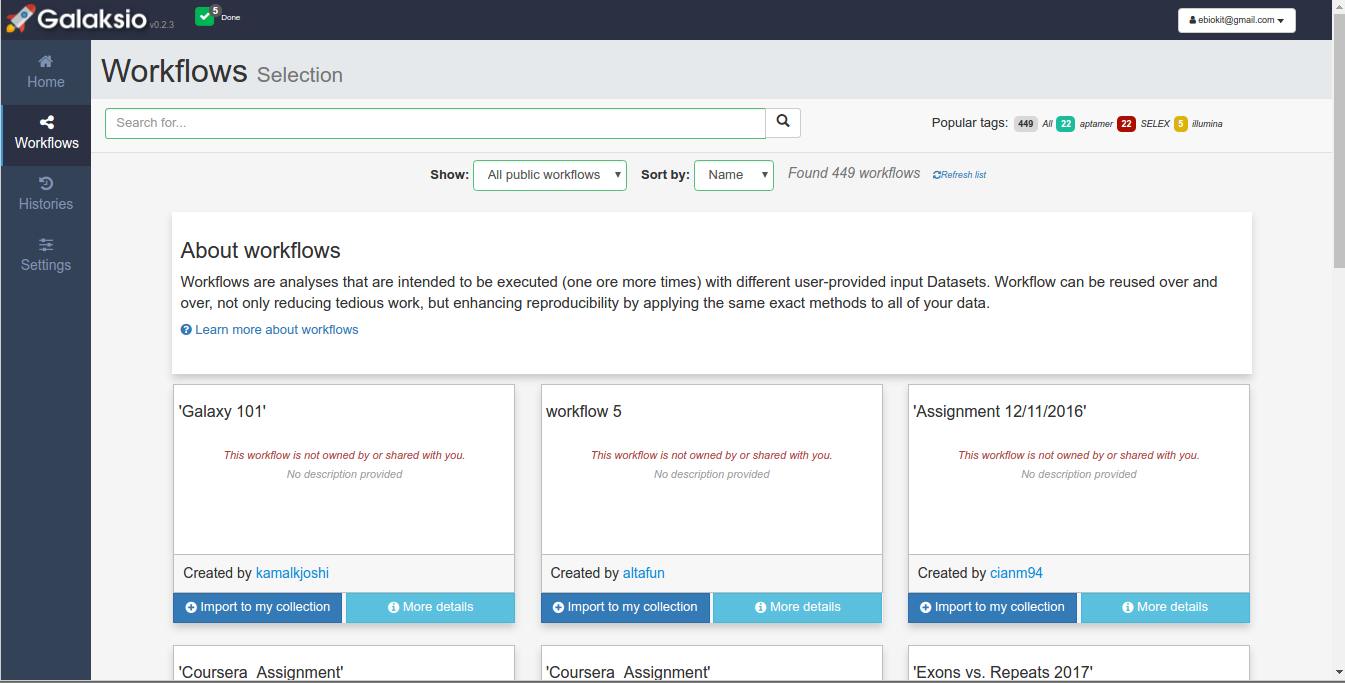 Galaksio v0.2.3
5
Done
ebiokit@gmail.com
Home
Workflows
Histories
Settings
Workflows Selection
Search for...
Popular tags: 449 All 22 aptamer 22 SELEX 5 illumina
Show: All public workflows Sort by: Name Found 449 workflows Refresh list
About workflows
Workflows are analyses that are intended to be executed (one ore more times) with different user-provided input Datasets. Workflow can be reused over and
over, not only reducing tedious work, but enhancing reproducibility by applying the same exact methods to all of your data.
Learn more about workflows
'Galaxy 101'
This workflow is not owned by or shared with you.
No description provided
Created by kamalkjoshi
Import to my collection More details
workflow 5
This workflow is not owned by or shared with you.
No description provided
Created by altafun
Import to my collection More details
'Assignment 12/11/2016'
This workflow is not owned by or shared with you.
No description provided
Created by cianm94
Import to my collection More details
'Coursera_Assignment'
'Coursera_Assignment'
'Exons vs. Repeats 2017'